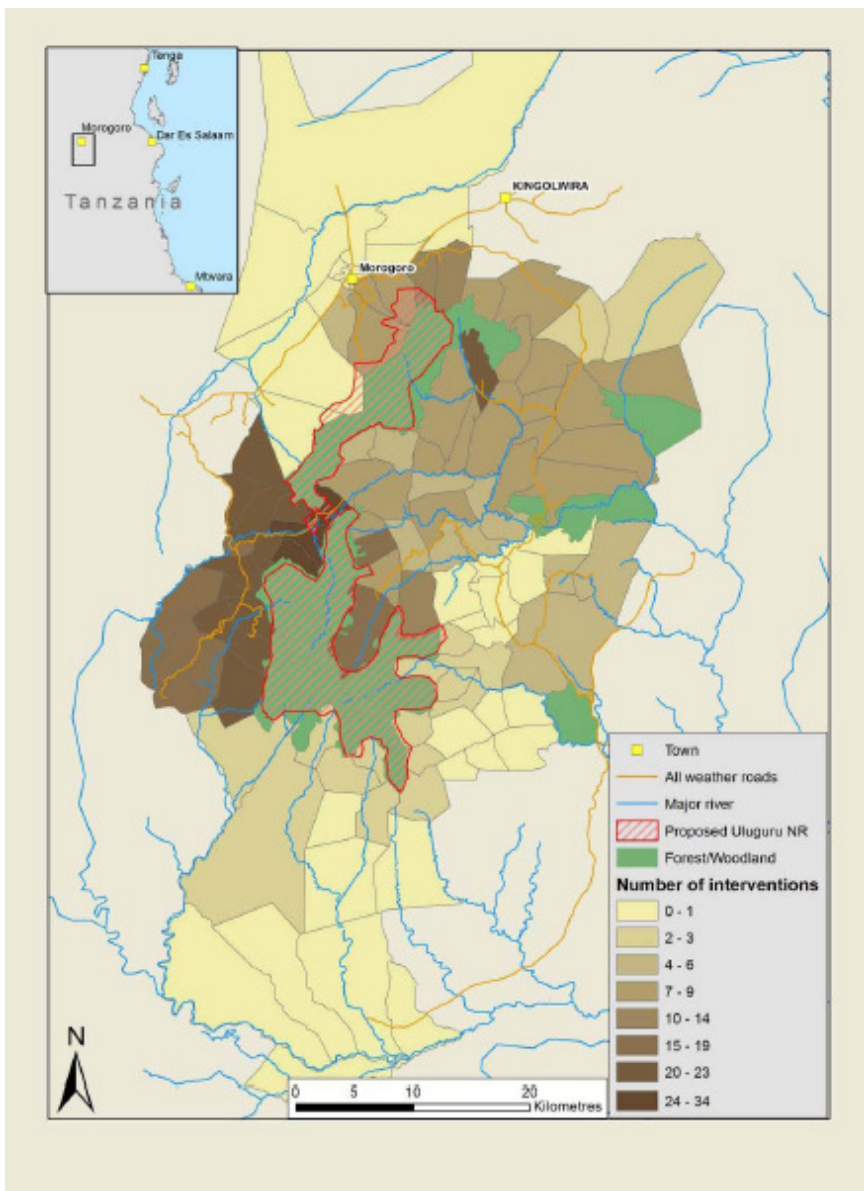 Tanga
Morogoro
Dar Es Salaam
Tanzania
Mtwara
KINGOLWIRA
Morogoro
Town
All weather roads
Major river
Proposed Uluguru NR
Forest/Woodland
Number of interventions
0 - 1
2 - 3
4 - 6
7 - 9
10 - 14
15 - 19
20 - 23
24 - 34
N
0 5 10 20
Kilometres